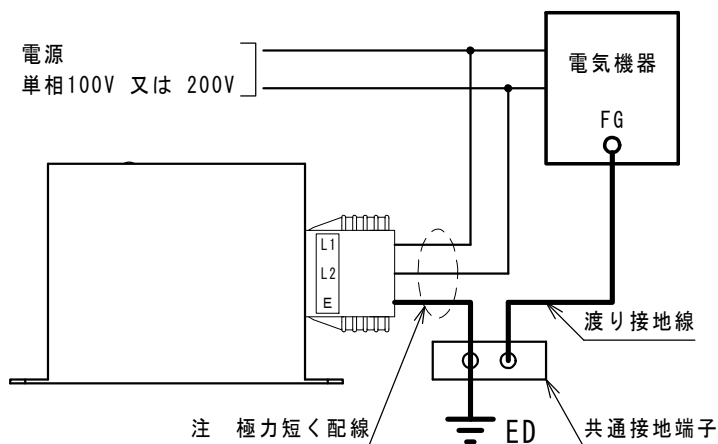 電源
単相100V 又は 200V
電気機器
FG
L1
L2
E
渡り接地線
注 極力短く配線
ED
共通接地端子